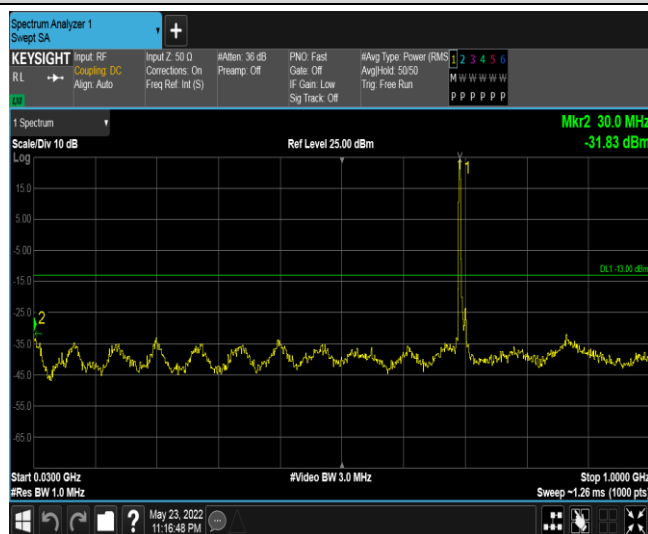 Spectrum Analyzer 1
Swept SA
+
KEYSIGHT
RL
LXI
Input: RF
Coupling: DC
Align: Auto
Input Z: 50 Ω
Corrections: On
Freq Ref: Int (S)
#Atten: 36 dB
Preamp: Off
PNO: Fast
Gate: Off
IF Gain: Low
Sig Track: Off
#Avg Type: Power (RMS
Avg|Hold: 50/50
Trig: Free Run
1 2 3 4 5 6
M W W W W W
P P P P P P
1 Spectrum
Mkr2 30.0 MHz
-31.83 dBm
Scale/Div 10 dB
Ref Level 25.00 dBm
Log
1
15.0
5.00
-5.00
DL1 -13.00 dBm
-15.0
-25.0
2
-35.0
-45.0
-55.0
-65.0
Start 0.0300 GHz
#Video BW 3.0 MHz
Stop 1.0000 GHz
#Res BW 1.0 MHz
Sweep ~1.26 ms (1000 pts)
?
May 23, 2022
11:16:48 PM